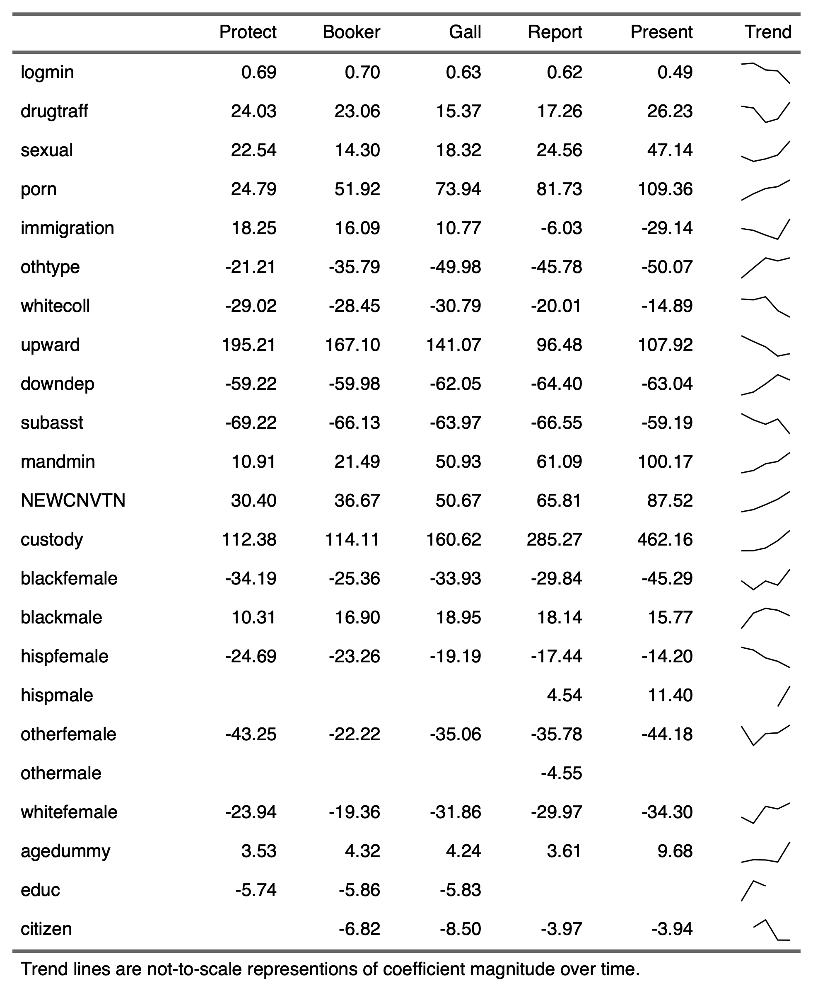 Protect Booker Gall Report Present Trend
logmin 0.69 0.70 0.63 0.62 0.49
drugtraff 24.03 23.06 15.37 17.26 26.23
sexual 22.54 14.30 18.32 24.56 47.14
porn 24.79 51.92 73.94 81.73 109.36
immigration 18.25 16.09 10.77 -6.03 -29.14
othtype -21.21 -35.79 -49.98 -45.78 -50.07
whitecoll -29.02 -28.45 -30.79 -20.01 -14.89
upward 195.21 167.10 141.07 96.48 107.92
downdep -59.22 -59.98 -62.05 -64.40 -63.04
subasst -69.22 -66.13 -63.97 -66.55 -59.19
mandmin 10.91 21.49 50.93 61.09 100.17
NEWCNVTN 30.40 36.67 50.67 65.81 87.52
custody 112.38 114.11 160.62 285.27 462.16
blackfemale -34.19 -25.36 -33.93 -29.84 -45.29
blackmale 10.31 16.90 18.95 18.14 15.77
hispfemale -24.69 -23.26 -19.19 -17.44 -14.20
hispmale 4.54 11.40
otherfemale -43.25 -22.22 -35.06 -35.78 -44.18
othermale -4.55
whitefemale -23.94 -19.36 -31.86 -29.97 -34.30
agedummy 3.53 4.32 4.24 3.61 9.68
educ -5.74 -5.86 -5.83
citizen -6.82 -8.50 -3.97 -3.94
Trend lines are not-to-scale represention​s of coefficient magnitude over time.